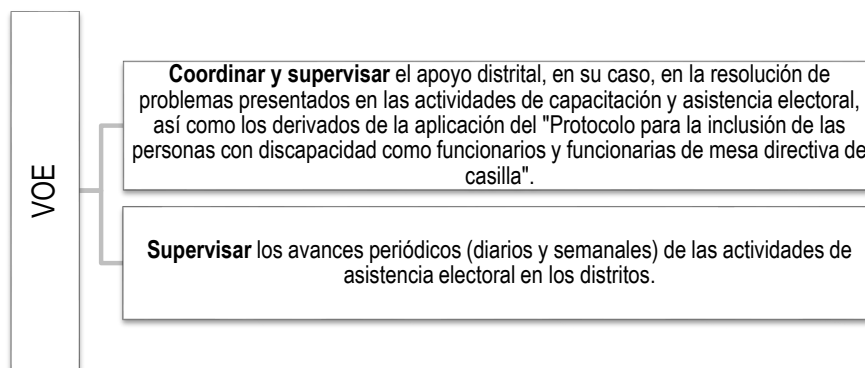 VOE
Coordinar y supervisar el apoyo distrital, en su caso, en la resolución de
problemas presentados en las actividades de capacitación y asistencia electoral,
así como los derivados de la aplicación del "Protocolo para la inclusión de las
personas con discapacidad como funcionarios y funcionarias de mesa directiva de
casilla".
Supervisar los avances periódicos (diarios y semanales) de las actividades de
asistencia electoral en los distritos.